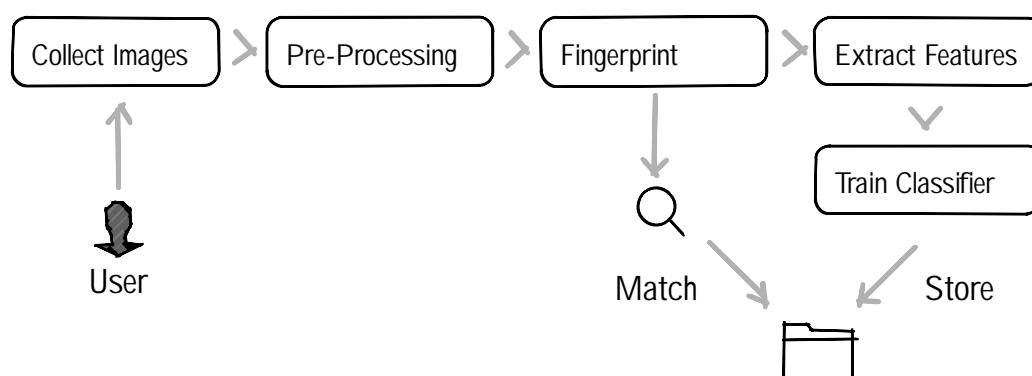 Collect Images
Pre-Processing
Fingerprint
Extract Features
Train Classifier
User
Match
Store